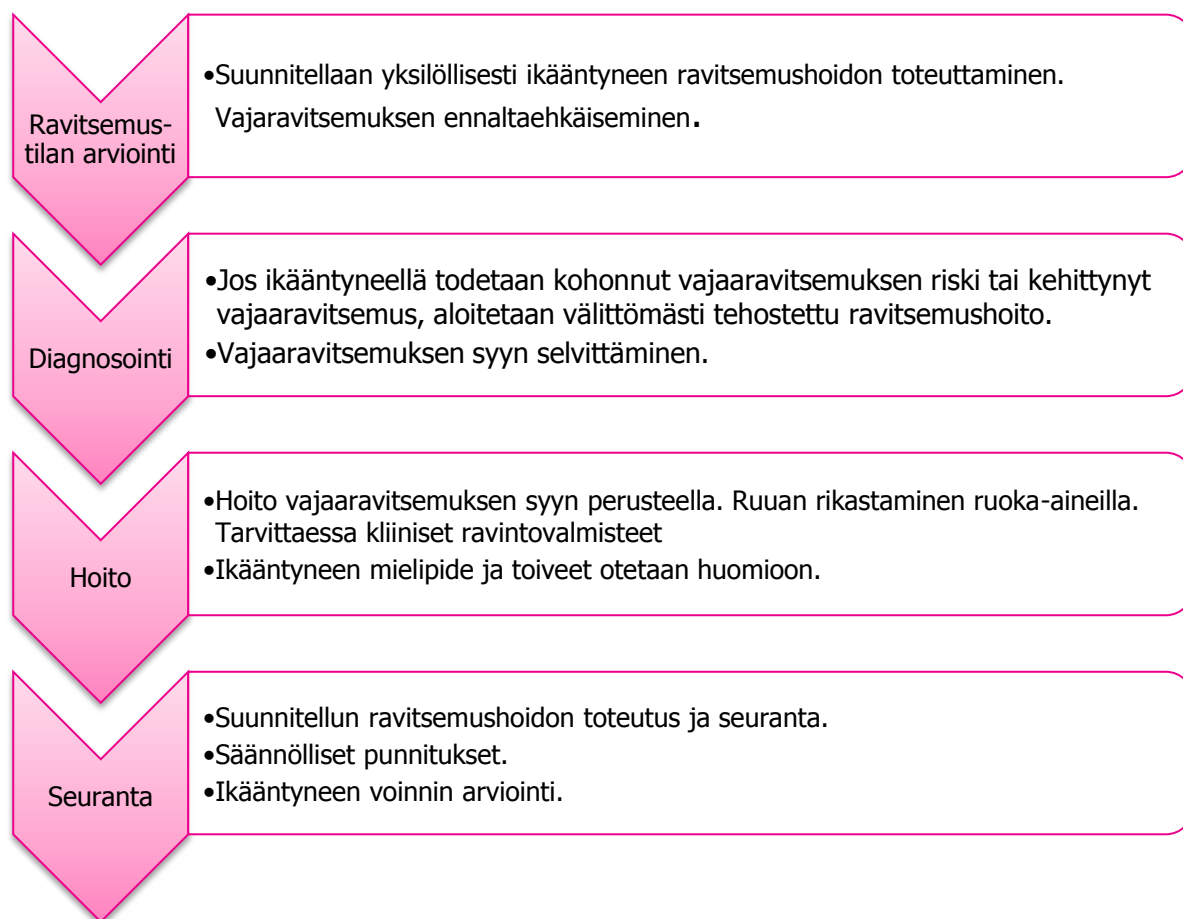 Ravitsemus-
tilan arviointi
•Suunnitellaan yksilöllisesti ikääntyneen ravitsemushoidon toteuttaminen.
Vajaravitsemuksen ennaltaehkäiseminen.
Diagnosointi
•Jos ikääntyneellä todetaan kohonnut vajaaravitsemuksen riski tai kehittynyt
vajaaravitsemus, aloitetaan välittömästi tehostettu ravitsemushoito.
•Vajaaravitsemuksen syyn selvittäminen.
Hoito
•Hoito vajaaravitsemuksen syyn perusteella. Ruuan rikastaminen ruoka-aineilla.
Tarvittaessa kliiniset ravintovalmisteet
•Ikääntyneen mielipide ja toiveet otetaan huomioon.
Seuranta
•Suunnitellun ravitsemushoidon toteutus ja seuranta.
•Säännölliset punnitukset.
•Ikääntyneen voinnin arviointi.